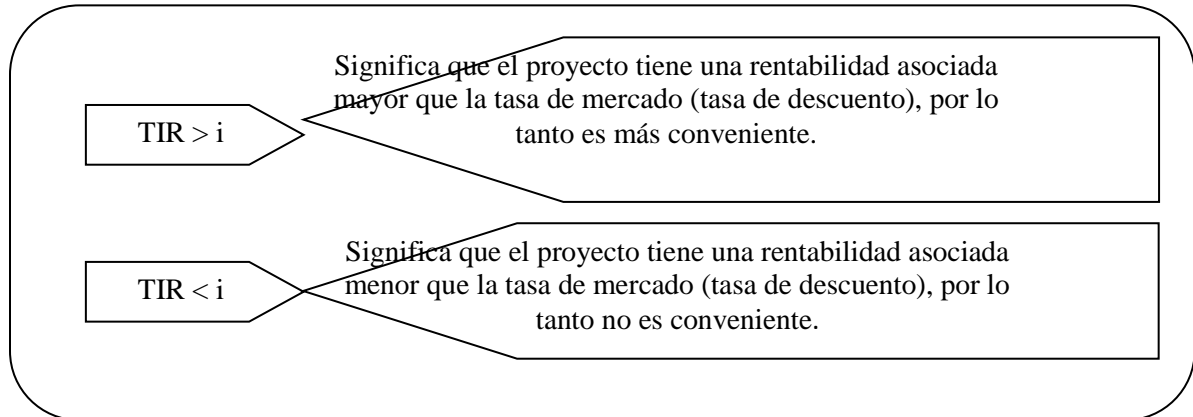 TIR > i
Significa que el proyecto tiene una rentabilidad asociada
mayor que la tasa de mercado (tasa de descuento), por lo
tanto es más conveniente.
TIR < i
Significa que el proyecto tiene una rentabilidad asociada
menor que la tasa de mercado (tasa de descuento), por lo
tanto no es conveniente.